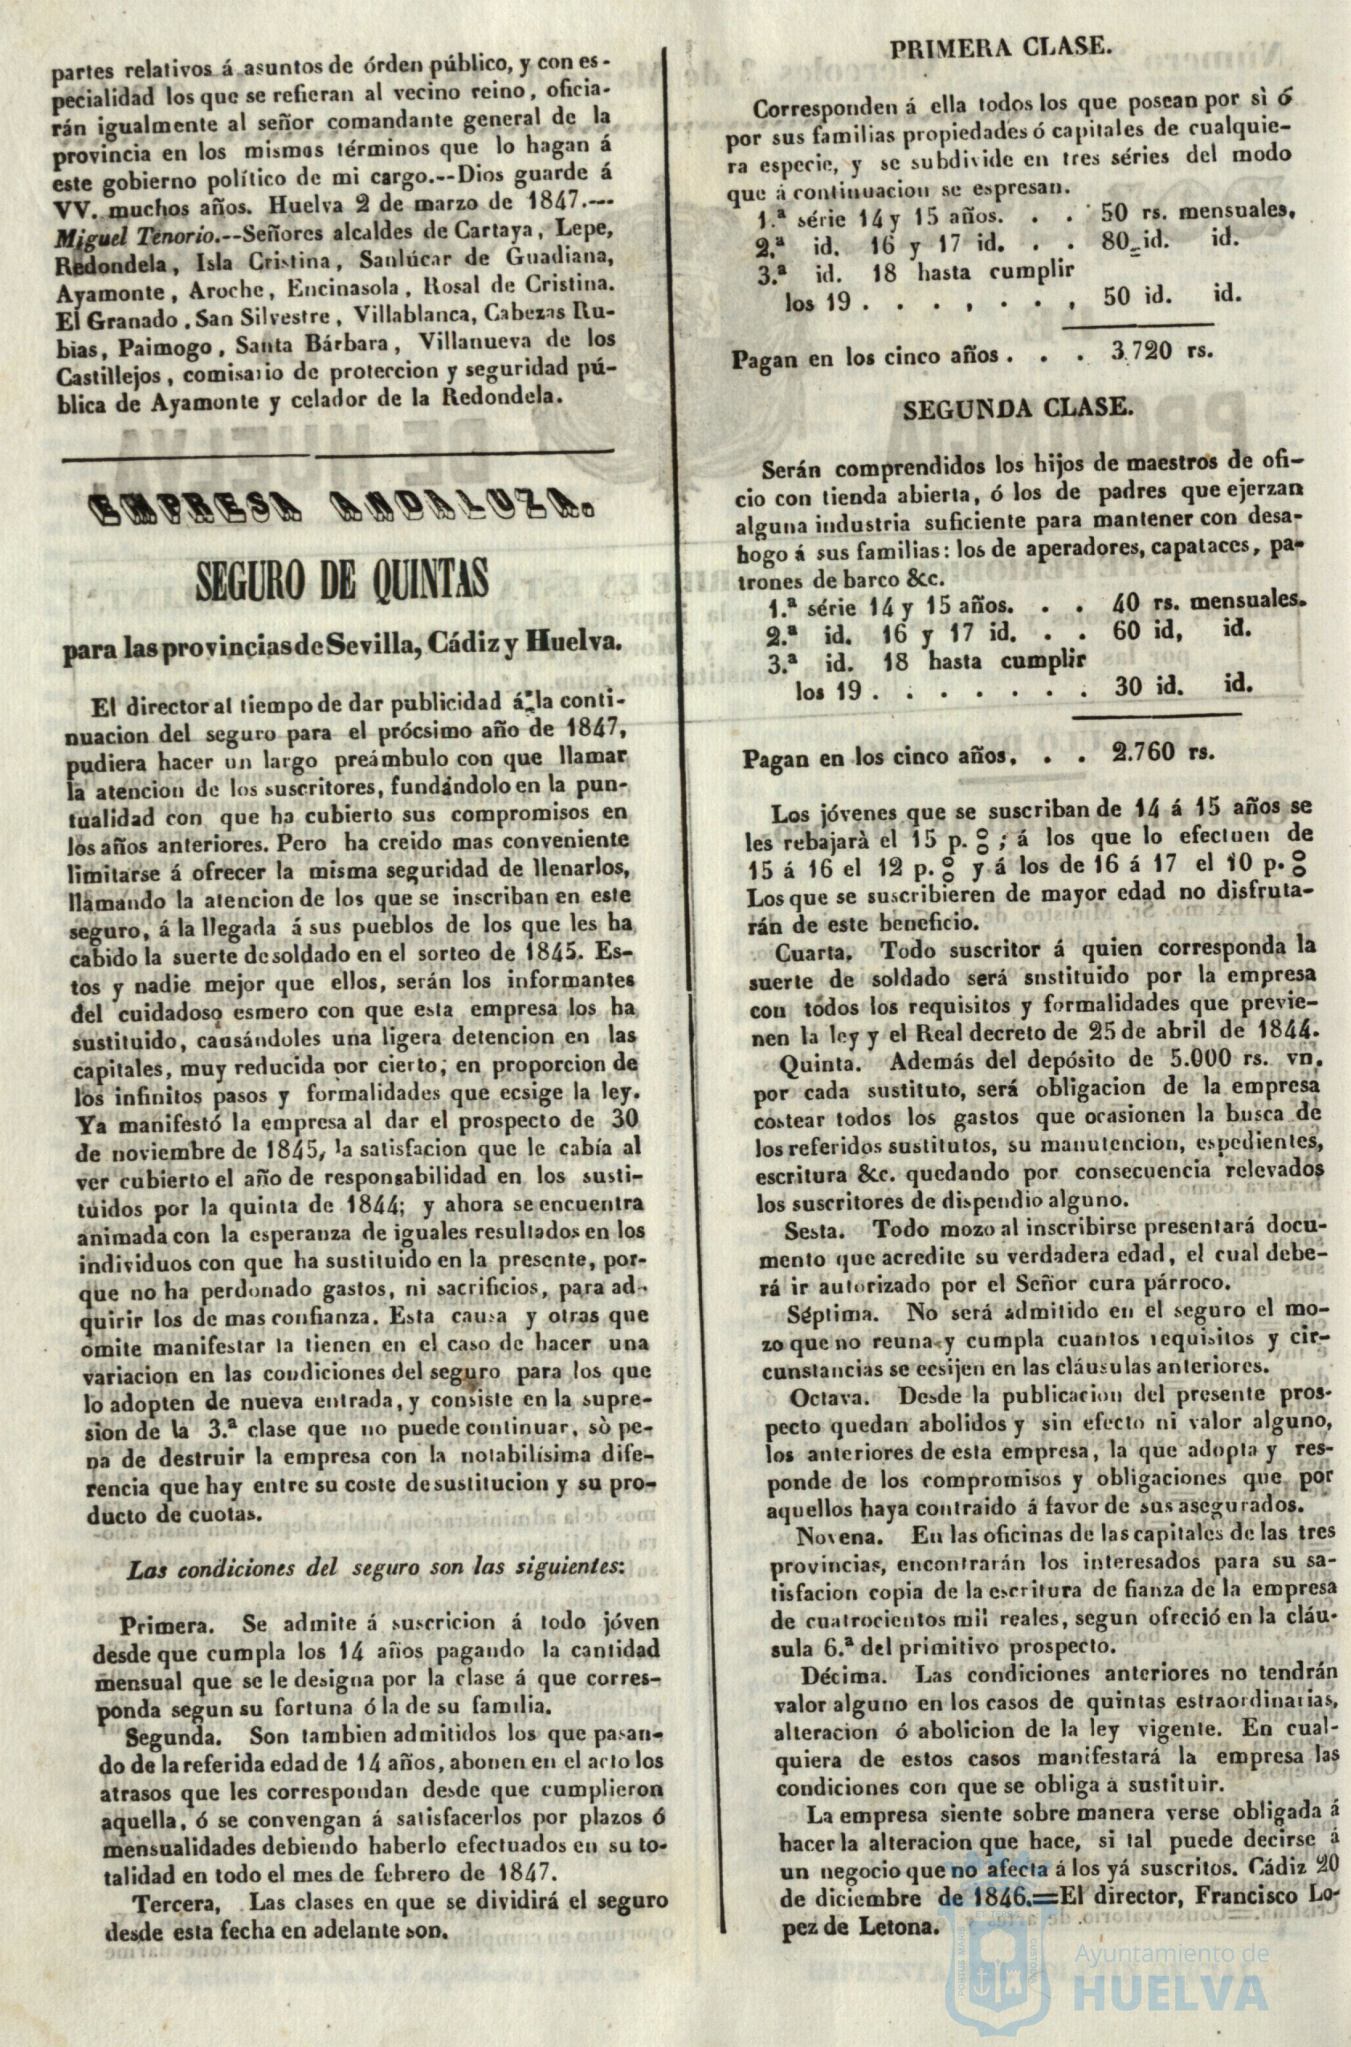 partes relativos á asuntos de órden público, y con es-
pecialidad los que se refieran al vecino reino, oficia-
rán igualmente al señor comandante general de la
provincia en los mismos términos que lo hagan á
este gobierno político de mi cargo.--Dios guarde á
VV. muchos años. Huelva 2 de marzo de 1847.---
Miguel Tenorio.--Señores alcaldes de Cartaya, Lepe,
Redondela, Isla Cristina, Sanlúcar de Guadiana,
Ayamonte, Aroche, Encinasola, Rosal de Cristina.
El Granado, San Silvestre, Villablanca, Cabezas Ru-
bias, Paimogo, Santa Bárbara, Villanueva de los
Castillejos, comisario de proteccion y seguridad pú-
blica de Ayamonte y celador de la Redondela.
EMPRESA ANDALUZA.
SEGURO DE QUINTAS
para las provincias de Sevilla, Cádiz y Huelva.
El director al tiempo de dar publicidad á la conti-
nuacion del seguro para el prócsimo año de 1847,
pudiera hacer un largo preámbulo con que llamar
la atencion de los suscritores, fundándolo en la pun-
tualidad con que ha cubierto sus compromisos en
los años anteriores. Pero ha creido mas conveniente
limitarse á ofrecer la misma seguridad de llenarlos,
llamando la atencion de los que se inscriban en este
seguro, á la llegada á sus pueblos de los que les ha
cabido la suerte de soldado en el sorteo de 1845. Es-
tos y nadie mejor que ellos, serán los informantes
del cuidadoso esmero con que esta empresa los ha
sustituido, causándoles una ligera detencion en las
capitales, muy reducida por cierto, en proporcion de
los infinitos pasos y formalidades que ecsige la ley.
Ya manifestó la empresa al dar el prospecto de 30
de noviembre de 1845, la satisfacion que le cabía al
ver cubierto el año de responsabilidad en los susti-
tuidos por la quinta de 1844; y ahora se encuentra
animada con la esperanza de iguales resultados en los
individuos con que ha sustituido en la presente, por-
que no ha perdonado gastos, ni sacrificios, para ad-
quirir los de mas confianza. Esta causa y otras que
omite manifestar la tienen en el caso de hacer una
variacion en las condiciones del seguro para los que
lo adopten de nueva entrada, y consiste en la supre-
sion de la 3.ª clase que no puede continuar, sò pe-
na de destruir la empresa con la notabilísima dife-
rencia que hay entre su coste de sustitucion y su pro-
ducto de cuotas.
Las condiciones del seguro son las siguientes:
Primera. Se admite á suscricion á todo jóven
desde que cumpla los 14 años pagando la cantidad
mensual que se le designa por la clase á que corres-
ponda segun su fortuna ó la de su familia.
Segunda. Son tambien admitidos los que pasan-
do de la referida edad de 14 años, abonen en el acto los
atrasos que les correspondan desde que cumplieron
aquella, ó se convengan á satisfacerlos por plazos ó
mensualidades debiendo haberlo efectuados en su to-
talidad en todo el mes de febrero de 1847.
Tercera, Las clases en que se dividirá el seguro
desde esta fecha en adelante son.
PRIMERA CLASE.
Corresponden á ella todos los que posean por sì ó
por sus familias propiedades ó capitales de cualquie-
ra especie, y se subdivide en tres séries del modo
que á continuacion se espresan.
1.ª série 14 y 15 años. . . 50 rs. mensuales,
2.ª id. 16 y 17 id. . . 80 id. id.
3.ª id. 18 hasta cumplir
los 19 . . . , . . , 50 id. id.
Pagan en los cinco años . . . 3.720 rs.
SEGUNDA CLASE.
Serán comprendidos los hijos de maestros de ofi-
cio con tienda abierta, ó los de padres que ejerzan
alguna industria suficiente para mantener con desa-
hogo á sus familias: los de aperadores, capataces, pa-
trones de barco &c.
1.ª série 14 y 15 años. . . 40 rs. mensuales.
2.ª id. 16 y 17 id. . . 60 id, id.
3.ª id. 18 hasta cumplir
los 19 . . . . . . . 30 id. id.
Pagan en los cinco años, . . 2.760 rs.
Los jóvenes que se suscriban de 14 á 15 años se
les rebajarà el 15 p. % ; á los que lo efectuen de
15 á 16 el 12 p. % y á los de 16 á 17 el 10 p. %
Los que se suscribieren de mayor edad no disfruta-
rán de este beneficio.
Cuarta. Todo suscritor á quien corresponda la
suerte de soldado será snstituido por la empresa
con todos los requisitos y formalidades que previe-
nen la ley y el Real decreto de 25 de abril de 1844.
Quinta. Además del depósito de 5.000 rs. vn.
por cada sustituto, será obligacion de la empresa
costear todos los gastos que ocasionen la busca de
los referidos sustitutos, su manutencion, espedientes,
escritura &c. quedando por consecuencia relevados
los suscritores de dispendio alguno.
Sesta. Todo mozo al inscribirse presentará docu-
mento que acredite su verdadera edad, el cual debe-
rá ir autorizado por el Señor cura párroco.
Séptima. No será admitido en el seguro el mo-
zo que no reuna y cumpla cuantos requisitos y cir-
cunstancias se ecsijen en las cláusulas anteriores.
Octava. Desde la publicacion del presente pros-
pecto quedan abolidos y sin efecto ni valor alguno,
los anteriores de esta empresa, la que adopta y res-
ponde de los compromisos y obligaciones que por
aquellos haya contraido á favor de sus asegurados.
Novena. En las oficinas de las capitales de las tres
provincias, encontrarán los interesados para su sa-
tisfacion copia de la escritura de fianza de la empresa
de cuatrocientos mil reales, segun ofreció en la cláu-
sula 6.ª del primitivo prospecto.
Décima. Las condiciones anteriores no tendrán
valor alguno en los casos de quintas estraordinarias,
alteracion ó abolicion de la ley vigente. En cual-
quiera de estos casos manifestará la empresa las
condiciones con que se obliga a sustituir.
La empresa siente sobre manera verse obligada á
hacer la alteracion que hace, si tal puede decirse á
un negocio que no afecta á los yá suscritos. Cádiz 20
de diciembre de 1846.=El director, Francisco Lo-
pez de Letona.
Ayuntamiento de
HUELVA